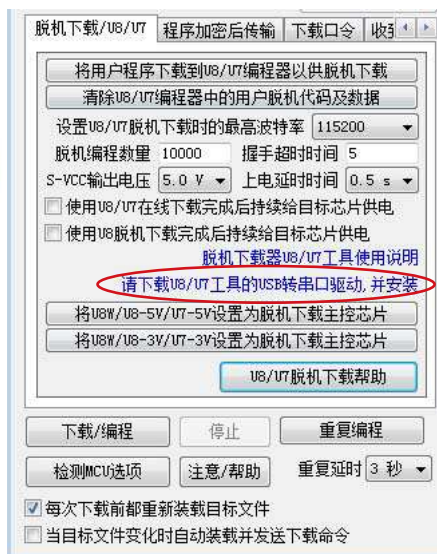 脱机下载/U8/U7 程序加密后传输 下载口令
将用户程序下载到U8/U7编程器以供脱机下载
清除U8/U7编程器中的用户脱机代码及数据
设置U8/U7脱机下载时的最高波特率 115200
脱机编程数量 10000 握手超时时间 5
S-VCC输出电压 5.0 V 上电延时时间 0.5 s
使用U8/U7在线下载完成后持续给目标芯片供电
使用U8脱机下载完成后持续给目标芯片供电
脱机下载器U8/U7工具使用说明
请下载U8/U7工具的USB转串口驱动,并安装
将U8W/U8-5V/U7-5V设置为脱机下载主控芯片
将U8W/U8-3V/U7-3V设置为脱机下载主控芯片
U8/U7脱机下载帮助
下载/编程 停止 重复编程
检测MCU选项 注意/帮助 重复延时 3 秒
每次下载前都重新装载目标文件
当目标文件变化时自动装载并发送下载命令